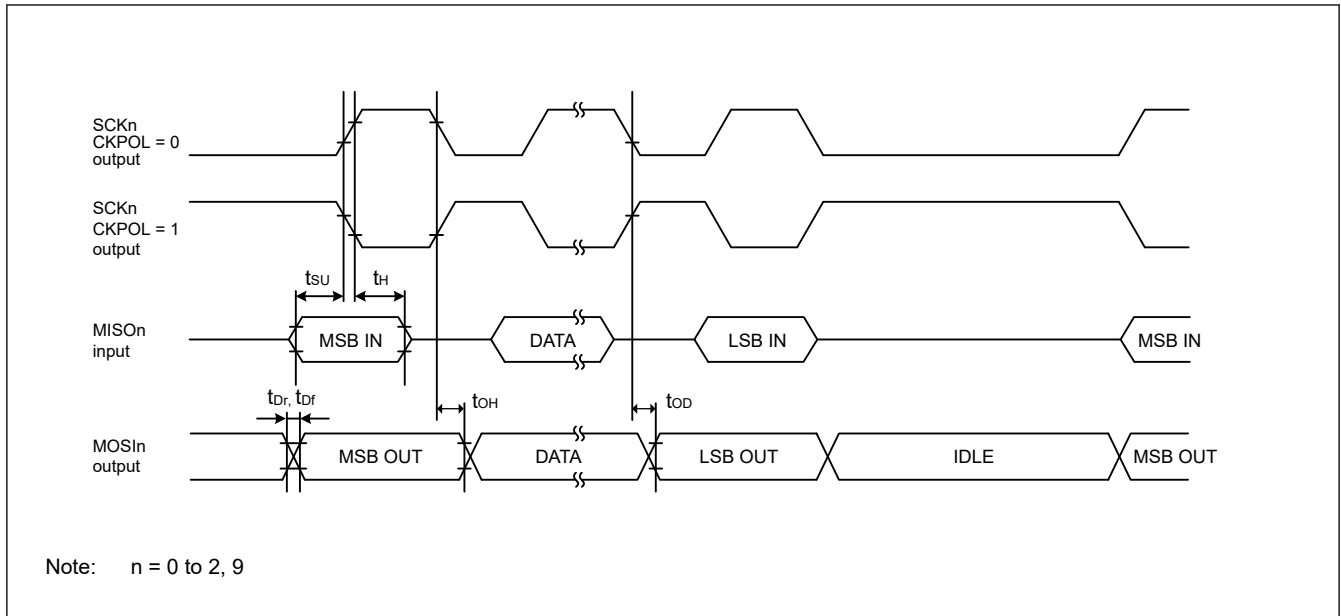 SCKn
CKPOL = 0
output
SCKn
CKPOL = 1
output
tSU
tH
MISOn
input
MSB IN
DATA
LSB IN
MSB IN
tDr, tDf
tOH
tOD
MOSIn
output
MSB OUT
DATA
LSB OUT
IDLE
MSB OUT
Note: n = 0 to 2, 9